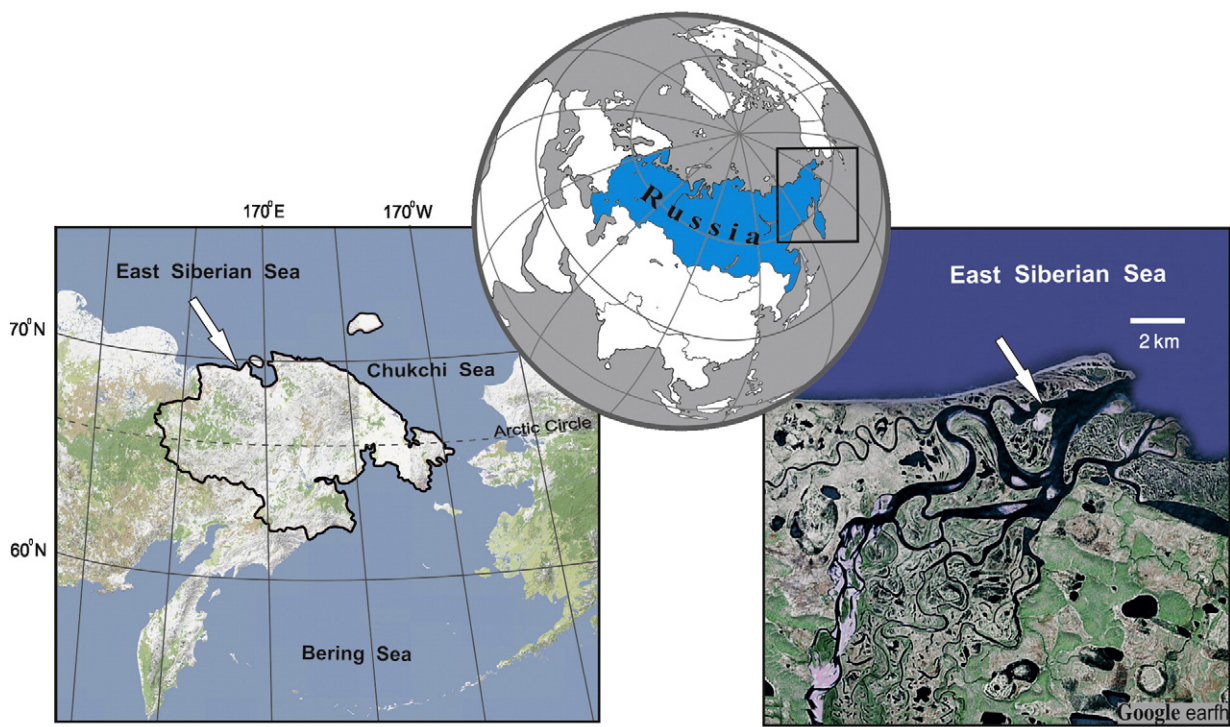 170°E
170°W
East Siberian Sea
70°N
Chukchi Sea
Arctic Circle
60°N
Bering Sea
Russia
East Siberian Sea
2 km
Google earth